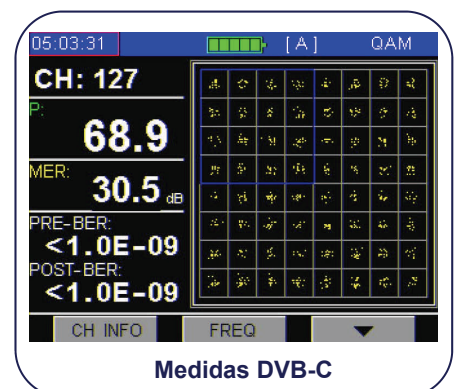 05:03:31 [A] QAM
CH: 127
P:
68.9
MER:
30.5 dB
PRE-BER:
<1.0E-09
POST-BER:
<1.0E-09
CH INFO FREQ
Medidas DVB-C